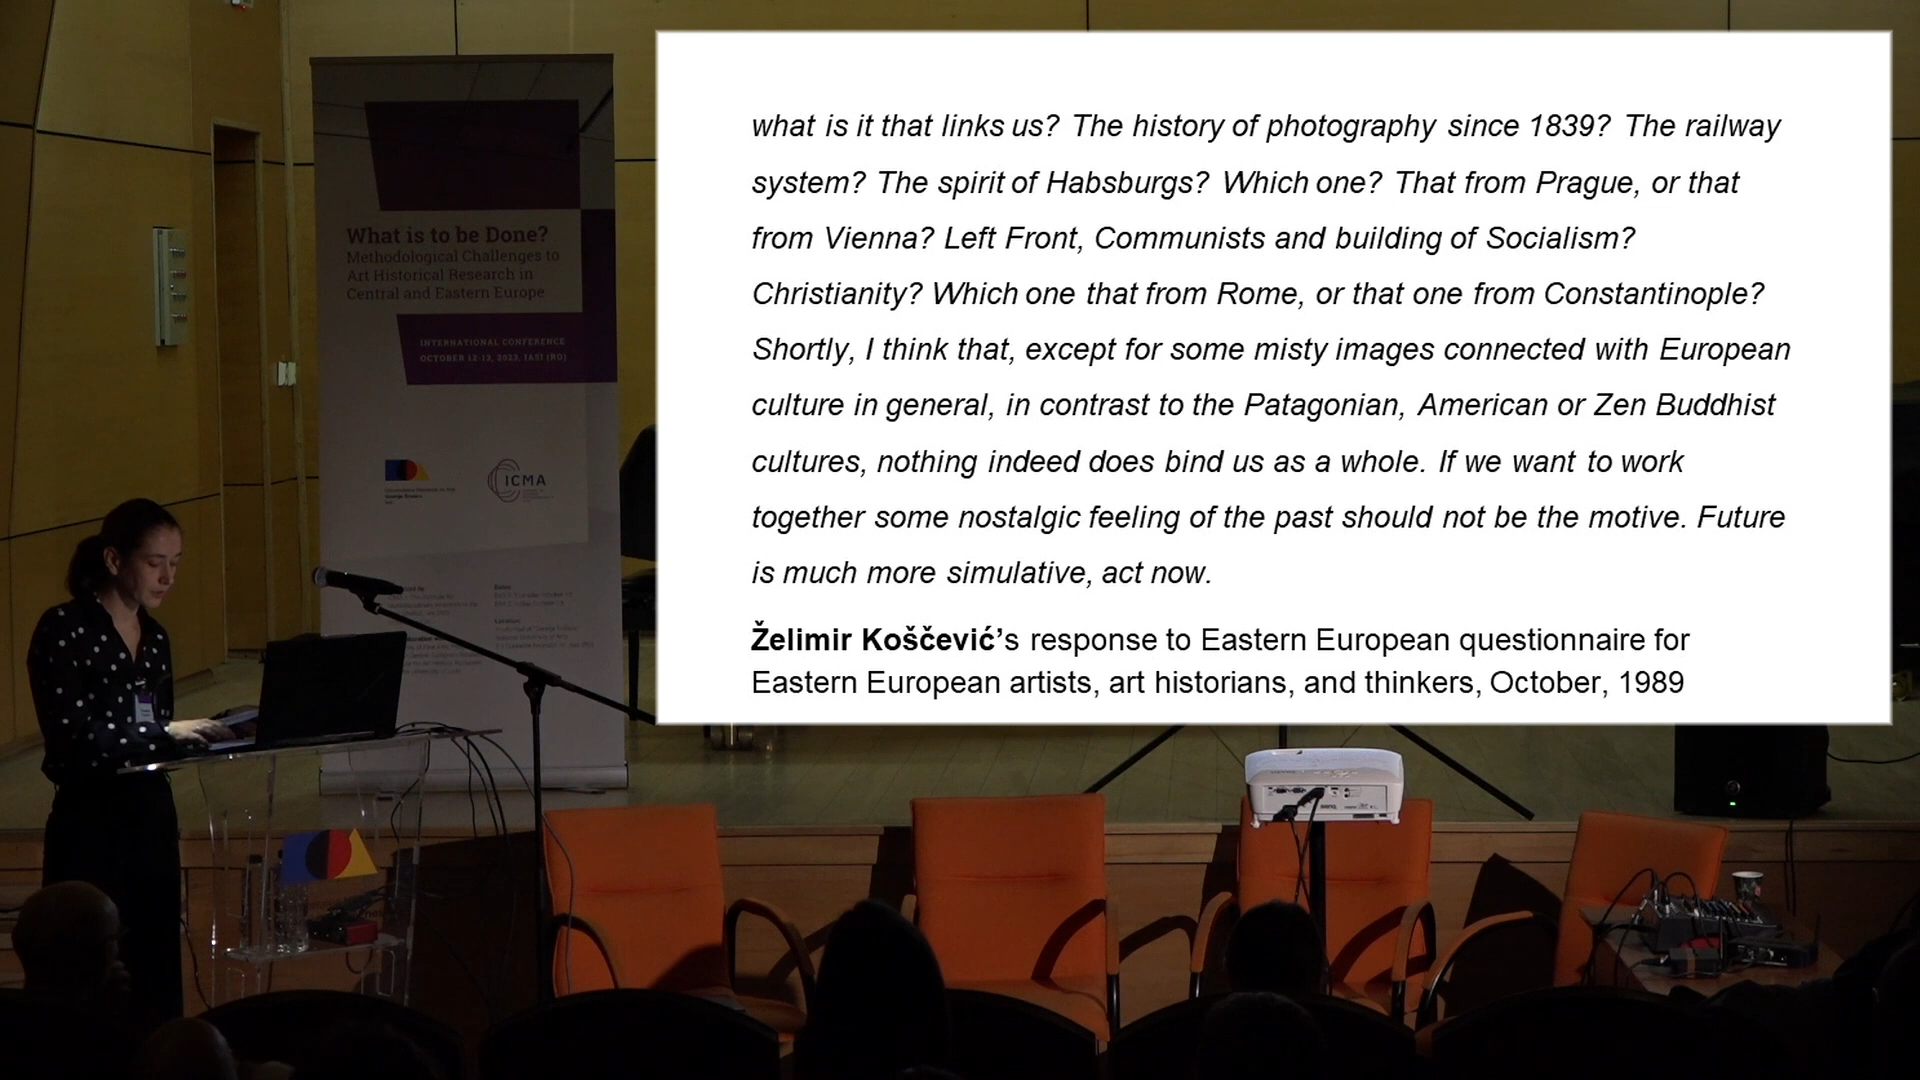 what is it that links us? The history of photography since 1839? The railway
system? The spirit of Habsburgs? Which one? That from Prague, or that
from Vienna? Left Front, Communists and building of Socialism?
Christianity? Which one that from Rome, or that one from Constantinople?
Shortly, I think that, except for some misty images connected with European
culture in general, in contrast to the Patagonian, American or Zen Buddhist
cultures, nothing indeed does bind us as a whole. If we want to work
together some nostalgic feeling of the past should not be the motive. Future
is much more simulative, act now.
Želimir Koščević’s response to Eastern European questionnaire for
Eastern European artists, art historians, and thinkers, October, 1989
What is to be Done?
Methodological Challenges to
Art Historical Research in
Central and Eastern Europe
INTERNATIONAL CONFERENCE
OCTOBER 12-13, 2023, IASI (RO)
ICMA